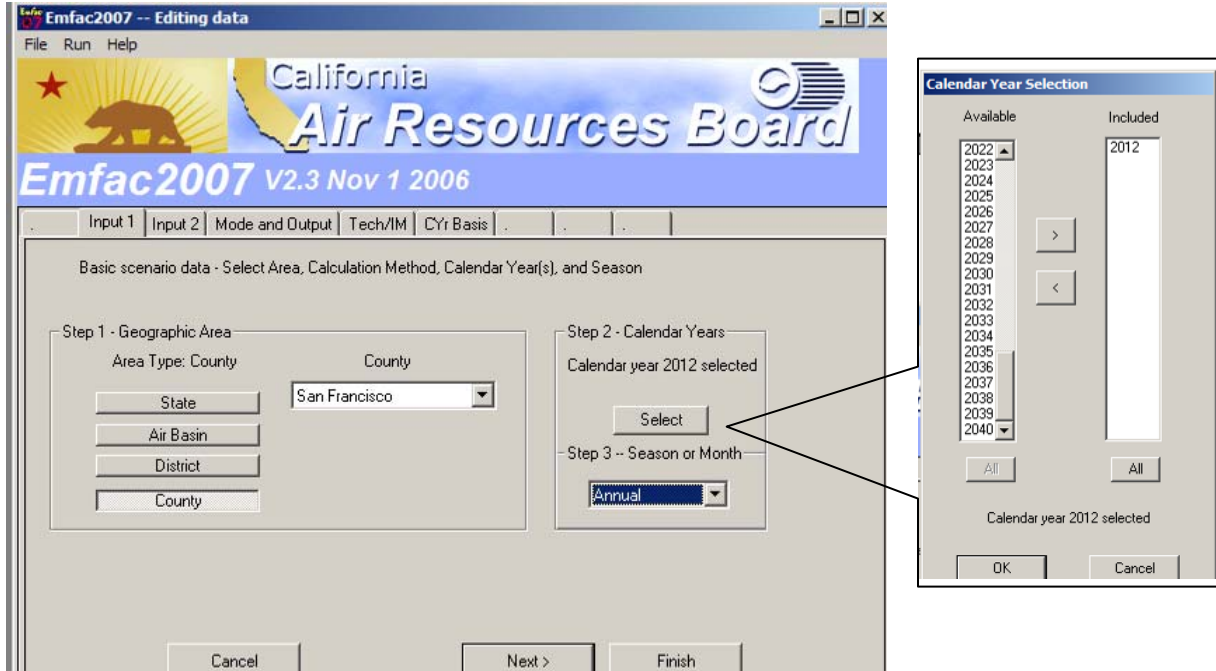 Emfac2007 -- Editing data
File Run Help
California
Air Resources Board
Emfac2007 V2.3 Nov 1 2006
. Input 1 Input 2 Mode and Output Tech/IM CYr Basis . . .
Basic scenario data - Select Area, Calculation Method, Calendar Year(s), and Season
Step 1 - Geographic Area
Area Type: County
County
San Francisco
State
Air Basin
District
County
Step 2 - Calendar Years
Calendar year 2012 selected
Select
Step 3 -- Season or Month
Annual
Cancel
Next >
Finish
Calendar Year Selection
Available
2022
2023
2024
2025
2026
2027
2028
2029
2030
2031
2032
2033
2034
2035
2036
2037
2038
2039
2040
All
>
<
Included
2012
All
Calendar year 2012 selected
OK
Cancel